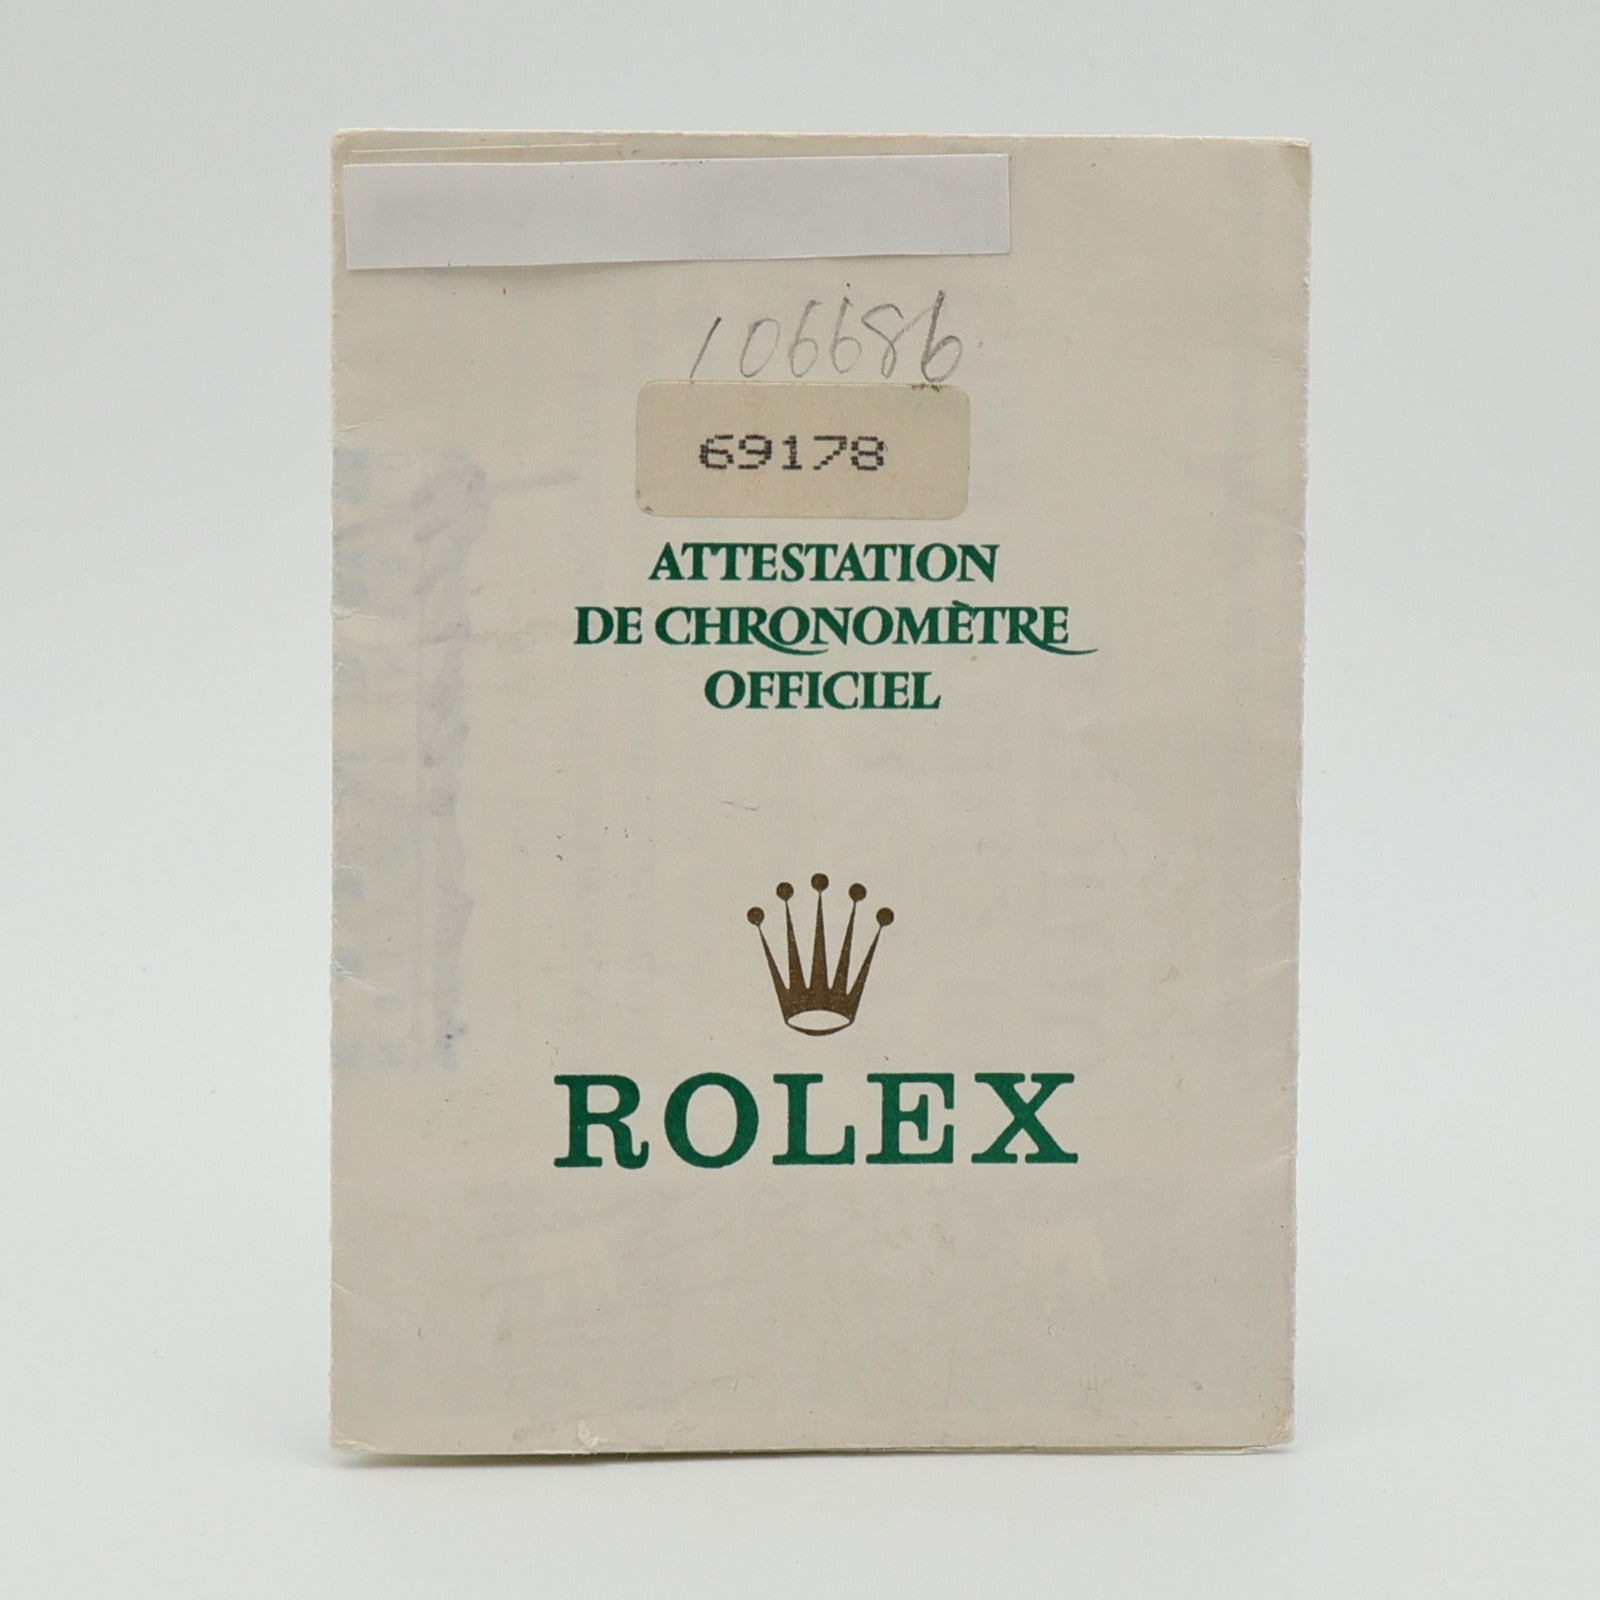 106686
69178
ATTESTATION
DE CHRONOMÈTRE
OFFICIEL
ROLEX